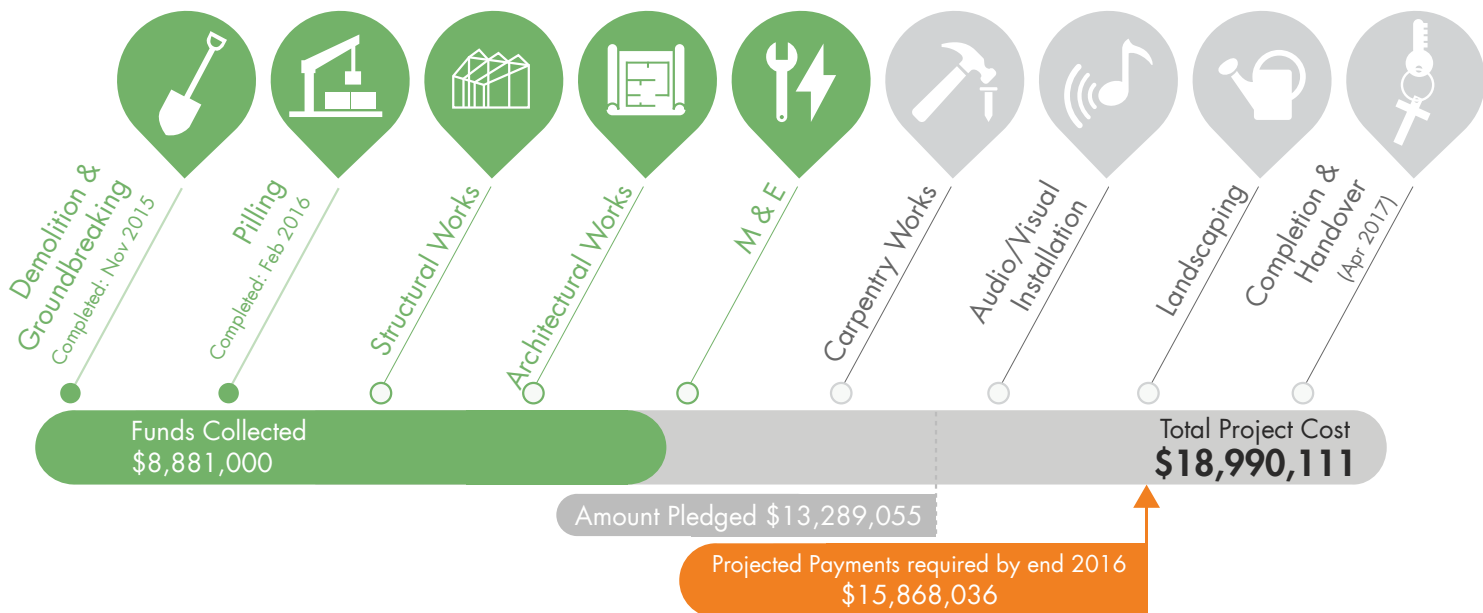 Demolition &
Groundbreaking
Completed: Nov 2015
Pilling
Completed: Feb 2016
Structural Works
Architectural Works
M & E
Carpentry Works
Audio/Visual
Installation
Landscaping
Completion &
Handover
(Apr 2017)
Funds Collected
$8,881,000
Total Project Cost
$18,990,111
Amount Pledged $13,289,055
Projected Payments required by end 2016
$15,868,036